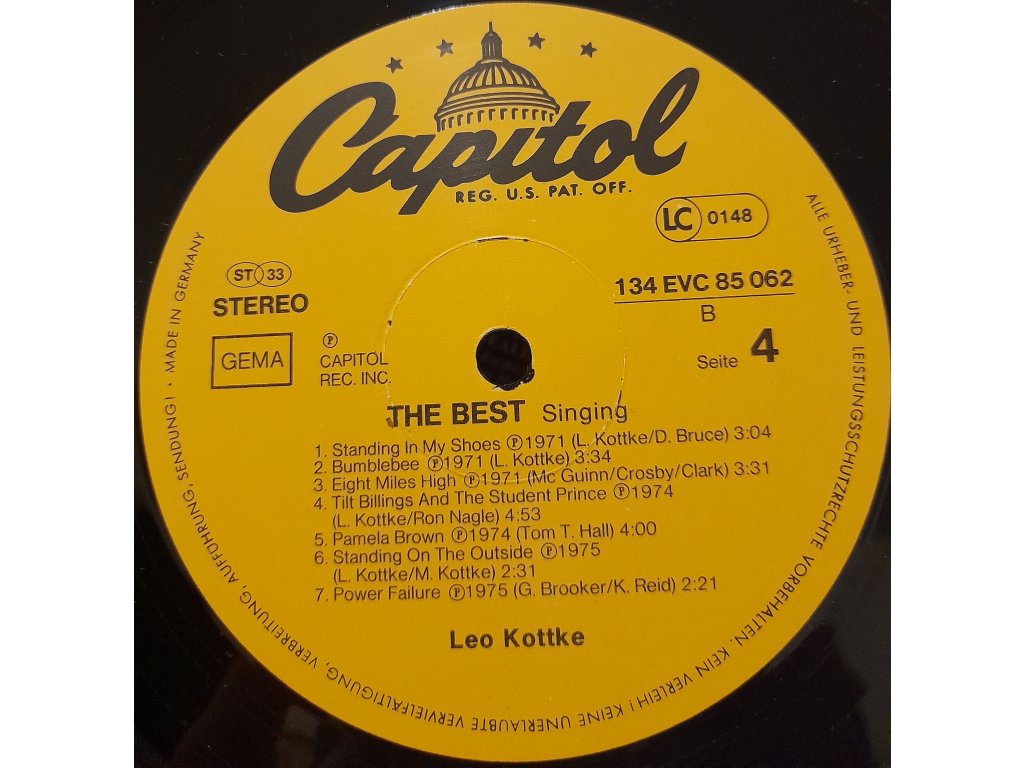 Capitol
REG. U.S. PAT. OFF.
LC 0148
ST 33
STEREO
GEMA
℗
CAPITOL
REC. INC.
134 EVC 85 062
B
Seite 4
THE BEST Singing
1. Standing In My Shoes ℗1971 (L. Kottke/D. Bruce) 3:04
2. Bumblebee ℗1971 (L. Kottke) 3:34
3. Eight Miles High ℗1971 (Mc Guinn/Crosby/Clark) 3:31
4. Tilt Billings And The Student Prince ℗1974
(L. Kottke/Ron Nagle) 4:53
5. Pamela Brown ℗1974 (Tom T. Hall) 4:00
6. Standing On The Outside ℗1975
(L. Kottke/M. Kottke) 2:31
7. Power Failure ℗1975 (G. Brooker/K. Reid) 2:21
Leo Kottke
ALLE URHEBER- UND LEISTUNGSSCHUTZRECHTE VORBEHALTEN. KEIN VERLEIH! KEINE UNERLAUBTE VERVIELFÄLTIGUNG, VERBREITUNG, AUFFÜHRUNG, SENDUNG! • MADE IN GERMANY